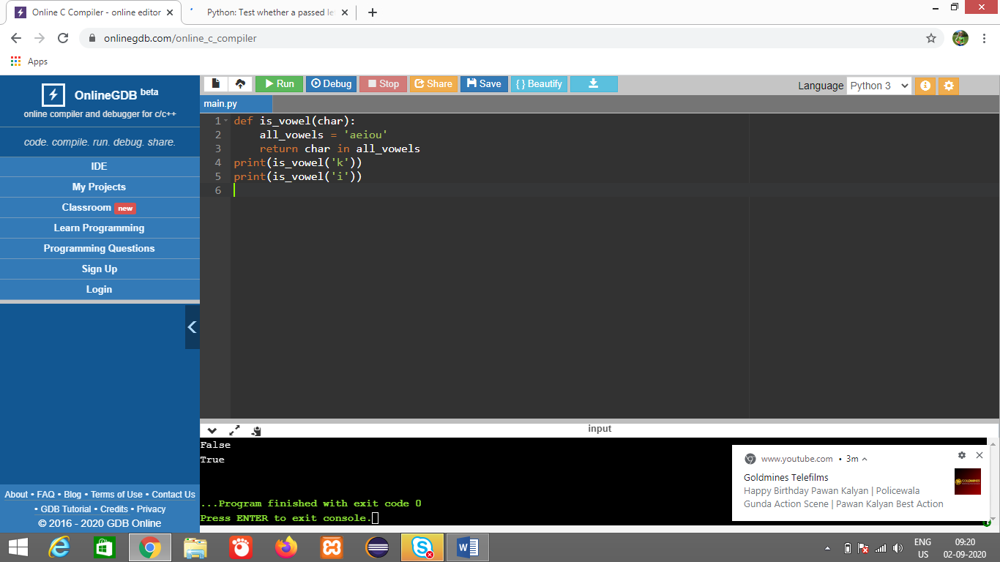 Online C Compiler - online editor
Python: Test whether a passed le
onlinegdb.com/online_c_compiler
Apps
OnlineGDB beta
online compiler and debugger for c/c++
code. compile. run. debug. share.
IDE
My Projects
Classroom new
Learn Programming
Programming Questions
Sign Up
Login
About • FAQ • Blog • Terms of Use • Contact Us
• GDB Tutorial • Credits • Privacy
© 2016 - 2020 GDB Online
Run Debug Stop Share Save { } Beautify
Language Python 3
main.py
1 def is_vowel(char):
2     all_vowels = 'aeiou'
3     return char in all_vowels
4 print(is_vowel('k'))
5 print(is_vowel('i'))
6
input
False
True
...Program finished with exit code 0
Press ENTER to exit console.
www.youtube.com • 3m
Goldmines Telefilms
Happy Birthday Pawan Kalyan | Policewala
Gunda Action Scene | Pawan Kalyan Best Action
GOLDMINES
ENG
US
09:20
02-09-2020